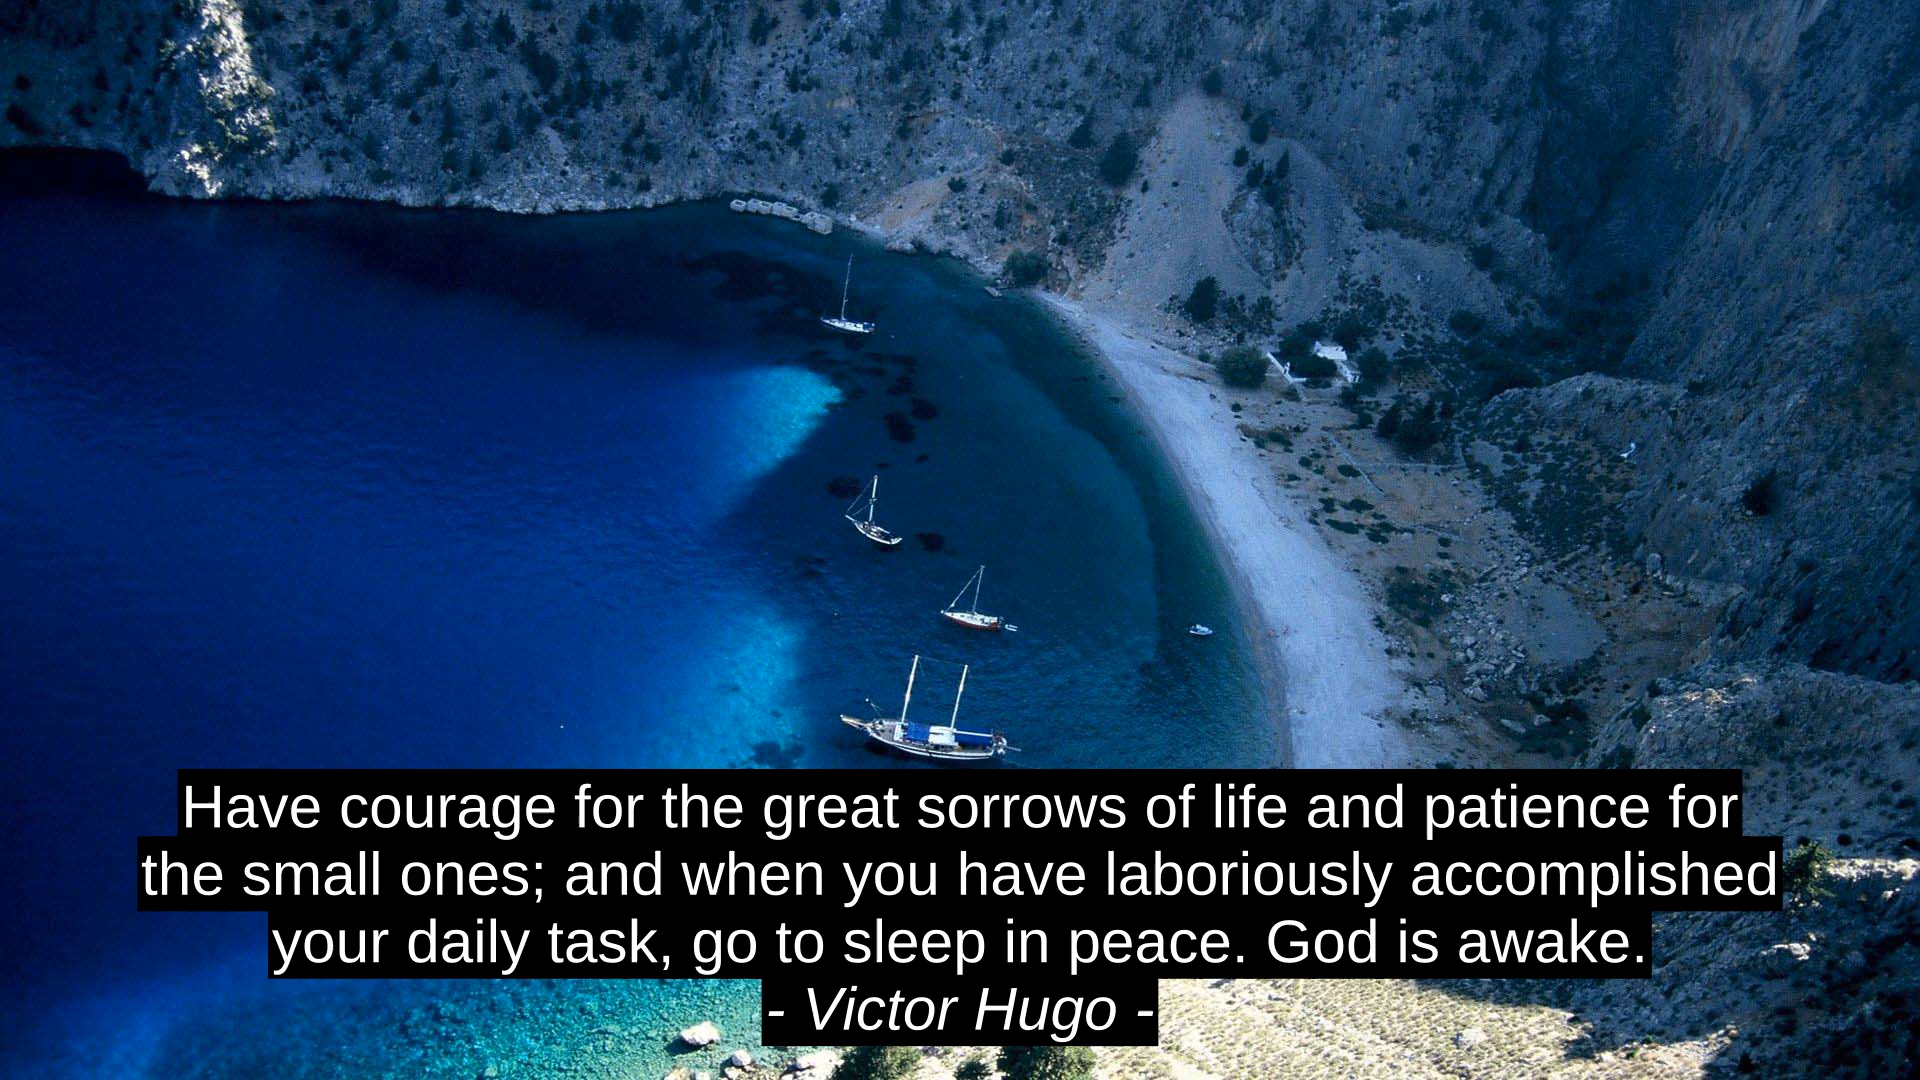 Have courage for the great sorrows of life and patience for
the small ones; and when you have laboriously accomplished
your daily task, go to sleep in peace. God is awake.
- Victor Hugo -